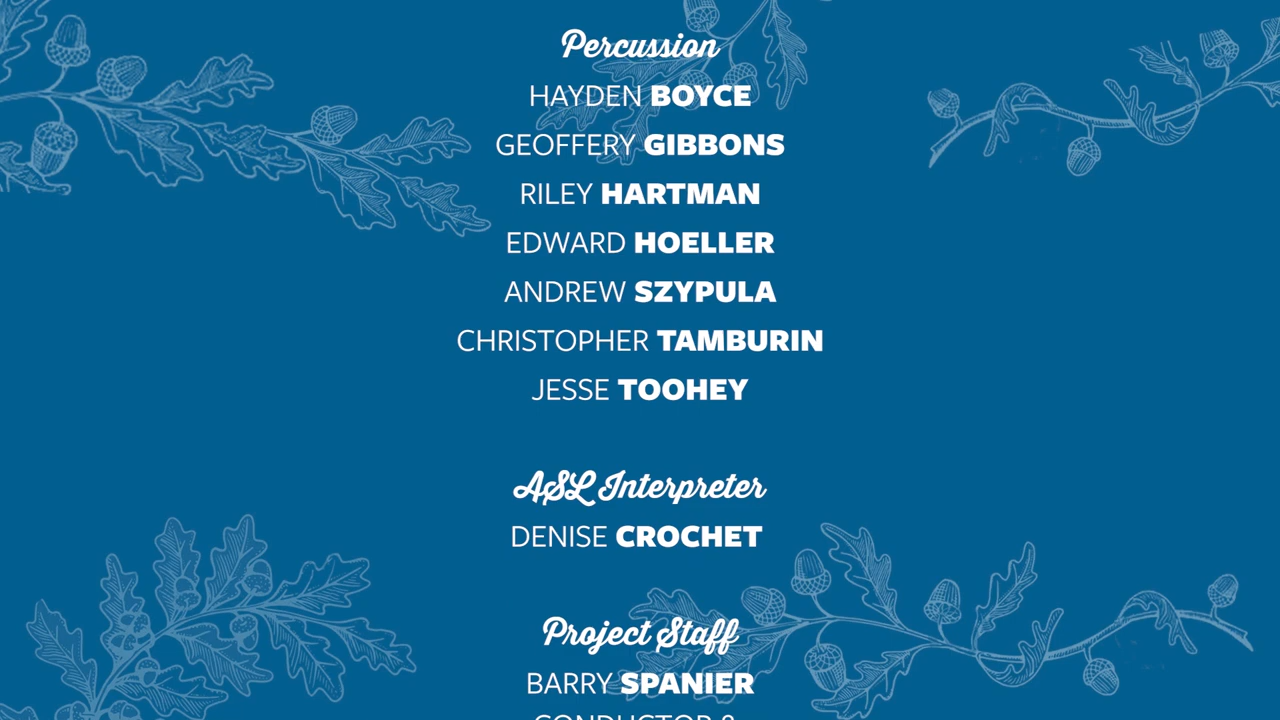 Percussion
HAYDEN BOYCE
GEOFFERY GIBBONS
RILEY HARTMAN
EDWARD HOELLER
ANDREW SZYPULA
CHRISTOPHER TAMBURIN
JESSE TOOHEY
ASL Interpreter
DENISE CROCHET
Project Staff
BARRY SPANIER
CONDUCTOR &